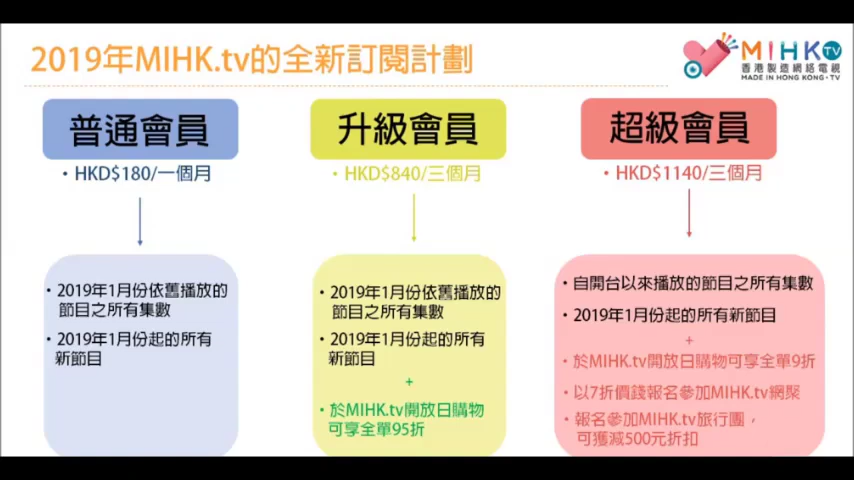 2019年MIHK.tv的全新訂閱計劃
MIHK TV
香港製造網絡電視
MADE IN HONG KONG・TV
普通會員
・HKD$180/一個月
・2019年1月份依舊播放的
節目之所有集數
・2019年1月份起的所有
新節目
升級會員
・HKD$840/三個月
・2019年1月份依舊播放的
節目之所有集數
・2019年1月份起的所有
新節目
+
・於MIHK.tv開放日購物
可享全單95折
超級會員
・HKD$1140/三個月
・自開台以來播放的節目之所有集數
・2019年1月份起的所有新節目
+
・於MIHK.tv開放日購物可享全單9折
・以7折價錢報名參加MIHK.tv網聚
・報名參加MIHK.tv旅行團，
可獲減500元折扣